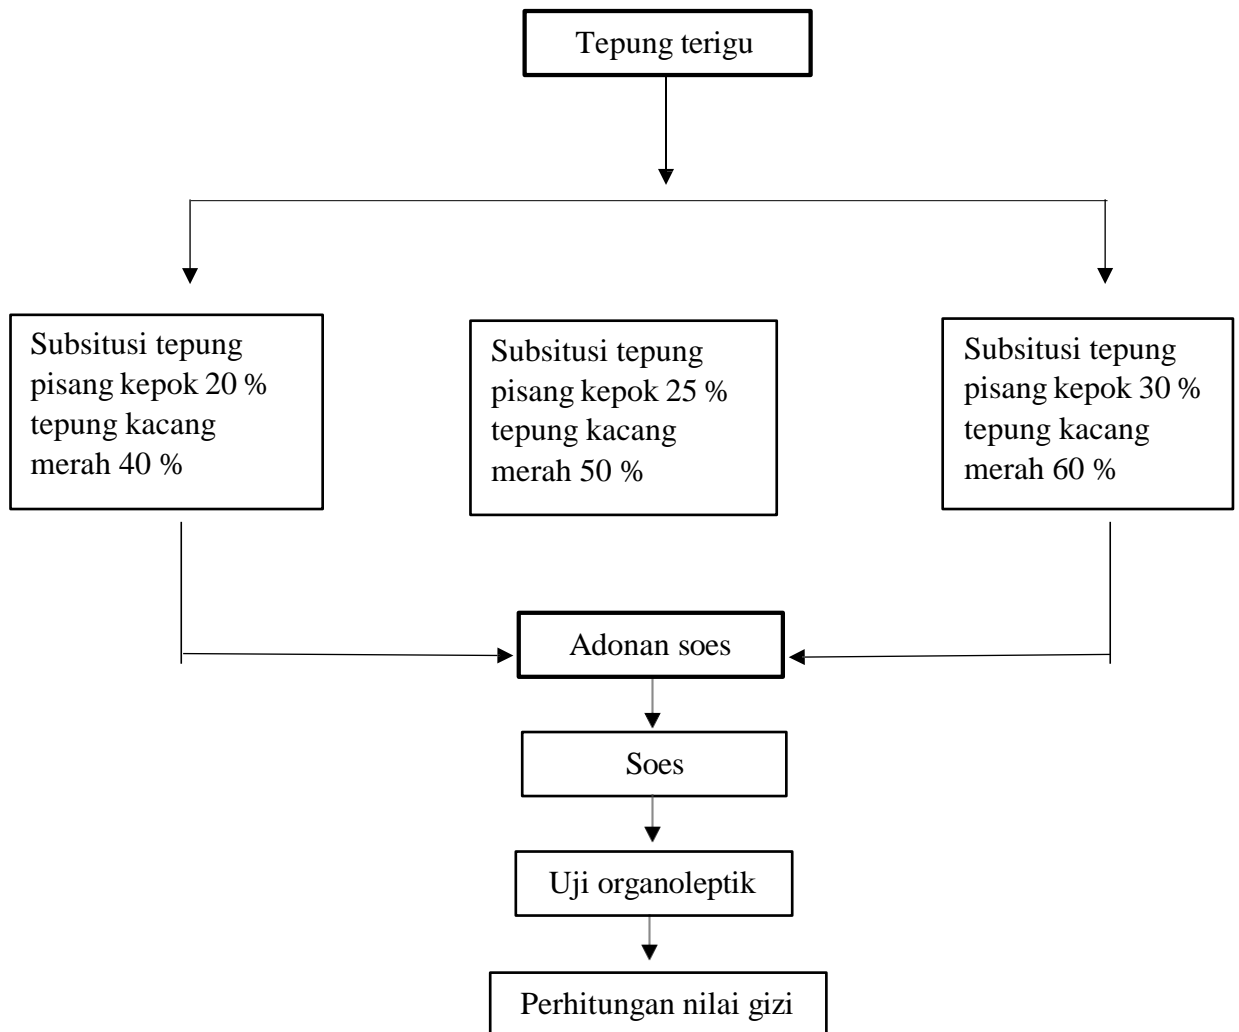 Tepung terigu
Subsitusi tepung
pisang kepok 20 %
tepung kacang
merah 40 %
Subsitusi tepung
pisang kepok 25 %
tepung kacang
merah 50 %
Subsitusi tepung
pisang kepok 30 %
tepung kacang
merah 60 %
Adonan soes
Soes
Uji organoleptik
Perhitungan nilai gizi